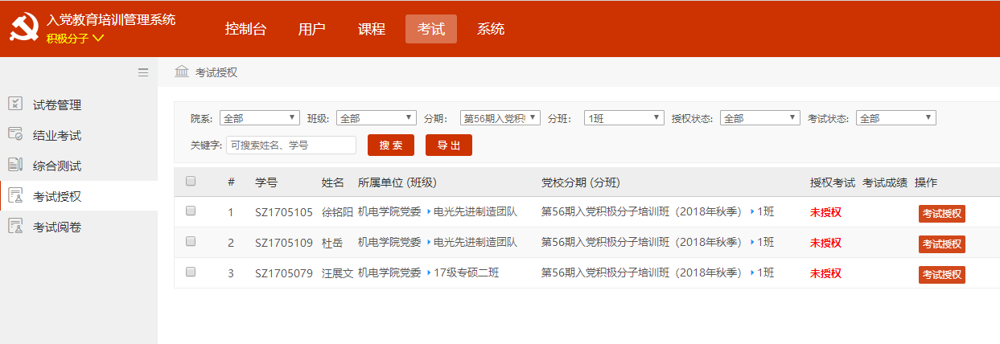 入党教育培训管理系统
积极分子
控制台 用户 课程 考试 系统
考试授权
试卷管理
结业考试
综合测试
考试授权
考试阅卷
院系: 全部 班级: 全部 分期: 第56期入党积极 分班: 1班 授权状态: 全部 考试状态: 全部
关键字: 可搜索姓名、学号 搜 索 导 出
# 学号 姓名 所属单位 (班级) 党校分期 (分班) 授权考试 考试成绩 操作
1 SZ1705105 徐铭阳 机电学院党委 电光先进制造团队 第56期入党积极分子培训班（2018年秋季） 1班 未授权 考试授权
2 SZ1705109 杜岳 机电学院党委 电光先进制造团队 第56期入党积极分子培训班（2018年秋季） 1班 未授权 考试授权
3 SZ1705079 汪展文 机电学院党委 17级专硕二班 第56期入党积极分子培训班（2018年秋季） 1班 未授权 考试授权